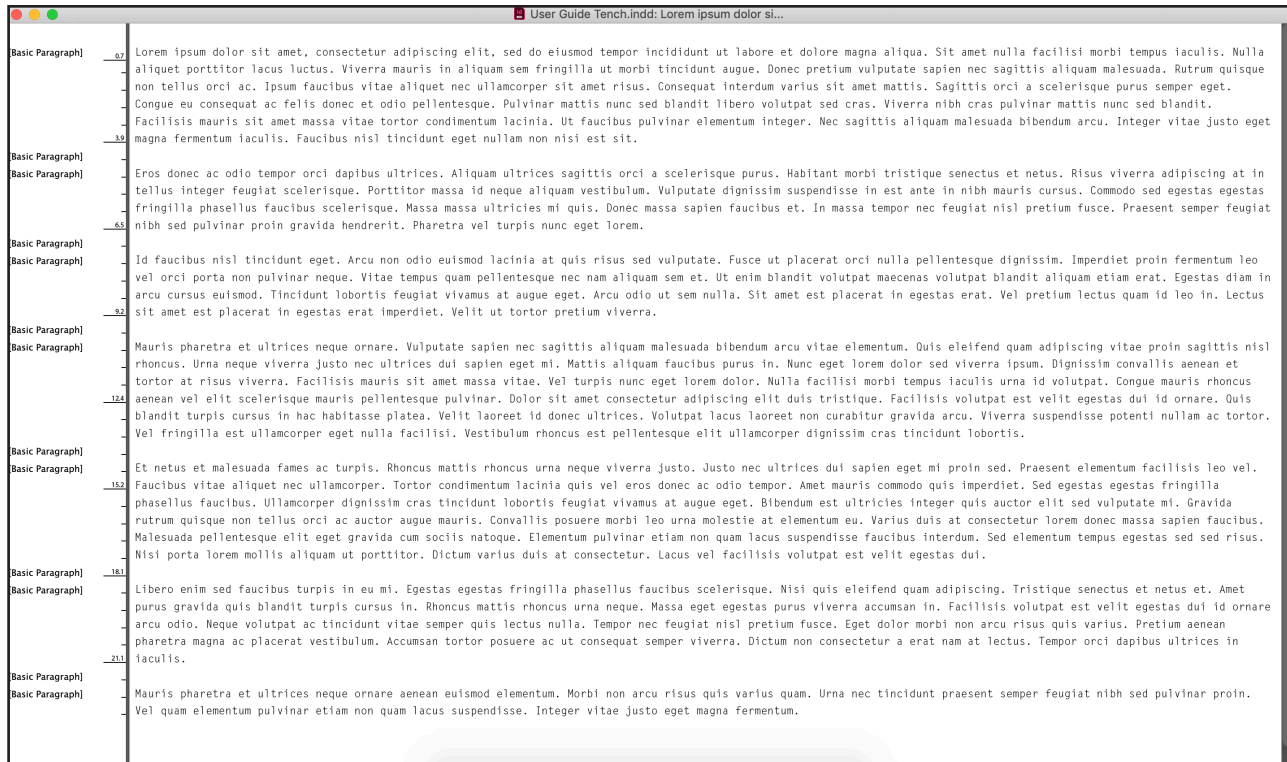 User Guide Tench.indd: Lorem ipsum dolor si...
[Basic Paragraph] 0.7 Lorem ipsum dolor sit amet, consectetur adipiscing elit, sed do eiusmod tempor incididunt ut labore et dolore magna aliqua. Sit amet nulla facilisi morbi tempus iaculis. Nulla
aliquet porttitor lacus luctus. Viverra mauris in aliquam sem fringilla ut morbi tincidunt augue. Donec pretium vulputate sapien nec sagittis aliquam malesuada. Rutrum quisque
non tellus orci ac. Ipsum faucibus vitae aliquet nec ullamcorper sit amet risus. Consequat interdum varius sit amet mattis. Sagittis orci a scelerisque purus semper eget.
Congue eu consequat ac felis donec et odio pellentesque. Pulvinar mattis nunc sed blandit libero volutpat sed cras. Viverra nibh cras pulvinar mattis nunc sed blandit.
Facilisis mauris sit amet massa vitae tortor condimentum lacinia. Ut faucibus pulvinar elementum integer. Nec sagittis aliquam malesuada bibendum arcu. Integer vitae justo eget
3.9 magna fermentum iaculis. Faucibus nisl tincidunt eget nullam non nisi est sit.
[Basic Paragraph]
[Basic Paragraph] Eros donec ac odio tempor orci dapibus ultrices. Aliquam ultrices sagittis orci a scelerisque purus. Habitant morbi tristique senectus et netus. Risus viverra adipiscing at in
tellus integer feugiat scelerisque. Porttitor massa id neque aliquam vestibulum. Vulputate dignissim suspendisse in est ante in nibh mauris cursus. Commodo sed egestas egestas
fringilla phasellus faucibus scelerisque. Massa massa ultricies mi quis. Donec massa sapien faucibus et. In massa tempor nec feugiat nisl pretium fusce. Praesent semper feugiat
6.5 nibh sed pulvinar proin gravida hendrerit. Pharetra vel turpis nunc eget lorem.
[Basic Paragraph]
[Basic Paragraph] Id faucibus nisl tincidunt eget. Arcu non odio euismod lacinia at quis risus sed vulputate. Fusce ut placerat orci nulla pellentesque dignissim. Imperdiet proin fermentum leo
vel orci porta non pulvinar neque. Vitae tempus quam pellentesque nec nam aliquam sem et. Ut enim blandit volutpat maecenas volutpat blandit aliquam etiam erat. Egestas diam in
arcu cursus euismod. Tincidunt lobortis feugiat vivamus at augue eget. Arcu odio ut sem nulla. Sit amet est placerat in egestas erat. Vel pretium lectus quam id leo in. Lectus
9.2 sit amet est placerat in egestas erat imperdiet. Velit ut tortor pretium viverra.
[Basic Paragraph]
[Basic Paragraph] Mauris pharetra et ultrices neque ornare. Vulputate sapien nec sagittis aliquam malesuada bibendum arcu vitae elementum. Quis eleifend quam adipiscing vitae proin sagittis nisl
rhoncus. Urna neque viverra justo nec ultrices dui sapien eget mi. Mattis aliquam faucibus purus in. Nunc eget lorem dolor sed viverra ipsum. Dignissim convallis aenean et
tortor at risus viverra. Facilisis mauris sit amet massa vitae. Vel turpis nunc eget lorem dolor. Nulla facilisi morbi tempus iaculis urna id volutpat. Congue mauris rhoncus
12.4 aenean vel elit scelerisque mauris pellentesque pulvinar. Dolor sit amet consectetur adipiscing elit duis tristique. Facilisis volutpat est velit egestas dui id ornare. Quis
blandit turpis cursus in hac habitasse platea. Velit laoreet id donec ultrices. Volutpat lacus laoreet non curabitur gravida arcu. Viverra suspendisse potenti nullam ac tortor.
Vel fringilla est ullamcorper eget nulla facilisi. Vestibulum rhoncus est pellentesque elit ullamcorper dignissim cras tincidunt lobortis.
[Basic Paragraph]
[Basic Paragraph] Et netus et malesuada fames ac turpis. Rhoncus mattis rhoncus urna neque viverra justo. Justo nec ultrices dui sapien eget mi proin sed. Praesent elementum facilisis leo vel.
15.2 Faucibus vitae aliquet nec ullamcorper. Tortor condimentum lacinia quis vel eros donec ac odio tempor. Amet mauris commodo quis imperdiet. Sed egestas egestas fringilla
phasellus faucibus. Ullamcorper dignissim cras tincidunt lobortis feugiat vivamus at augue eget. Bibendum est ultricies integer quis auctor elit sed vulputate mi. Gravida
rutrum quisque non tellus orci ac auctor augue mauris. Convallis posuere morbi leo urna molestie at elementum eu. Varius duis at consectetur lorem donec massa sapien faucibus.
Malesuada pellentesque elit eget gravida cum sociis natoque. Elementum pulvinar etiam non quam lacus suspendisse faucibus interdum. Sed elementum tempus egestas sed sed risus.
Nisi porta lorem mollis aliquam ut porttitor. Dictum varius duis at consectetur. Lacus vel facilisis volutpat est velit egestas dui.
[Basic Paragraph] 18.1
[Basic Paragraph] Libero enim sed faucibus turpis in eu mi. Egestas egestas fringilla phasellus faucibus scelerisque. Nisi quis eleifend quam adipiscing. Tristique senectus et netus et. Amet
purus gravida quis blandit turpis cursus in. Rhoncus mattis rhoncus urna neque. Massa eget egestas purus viverra accumsan in. Facilisis volutpat est velit egestas dui id ornare
arcu odio. Neque volutpat ac tincidunt vitae semper quis lectus nulla. Tempor nec feugiat nisl pretium fusce. Eget dolor morbi non arcu risus quis varius. Pretium aenean
pharetra magna ac placerat vestibulum. Accumsan tortor posuere ac ut consequat semper viverra. Dictum non consectetur a erat nam at lectus. Tempor orci dapibus ultrices in
21.1 iaculis.
[Basic Paragraph]
[Basic Paragraph] Mauris pharetra et ultrices neque ornare aenean euismod elementum. Morbi non arcu risus quis varius quam. Urna nec tincidunt praesent semper feugiat nibh sed pulvinar proin.
Vel quam elementum pulvinar etiam non quam lacus suspendisse. Integer vitae justo eget magna fermentum.